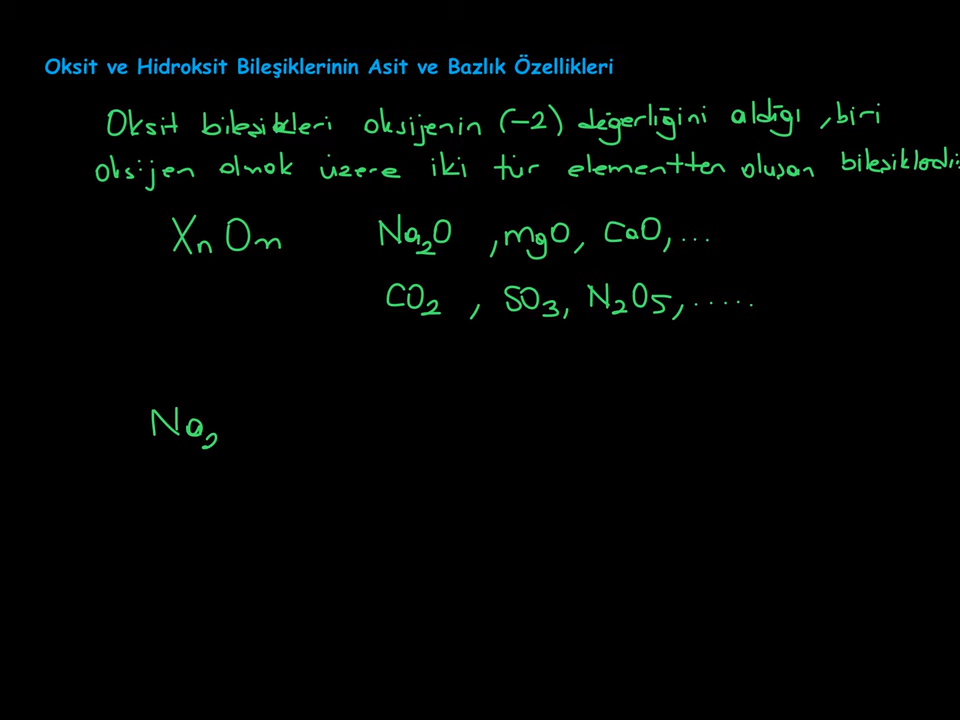 Oksit ve Hidroksit Bileşiklerinin Asit ve Bazlık Özellikleri
Oksit bileşikleri oksijenin (-2) değerliğini aldığı, biri
oksijen olmak üzere iki tür elementten oluşan bileşiklerdir
XnOm Na₂O, MgO, CaO, ...
CO₂, SO₃, N₂O₅, .....
Na₂